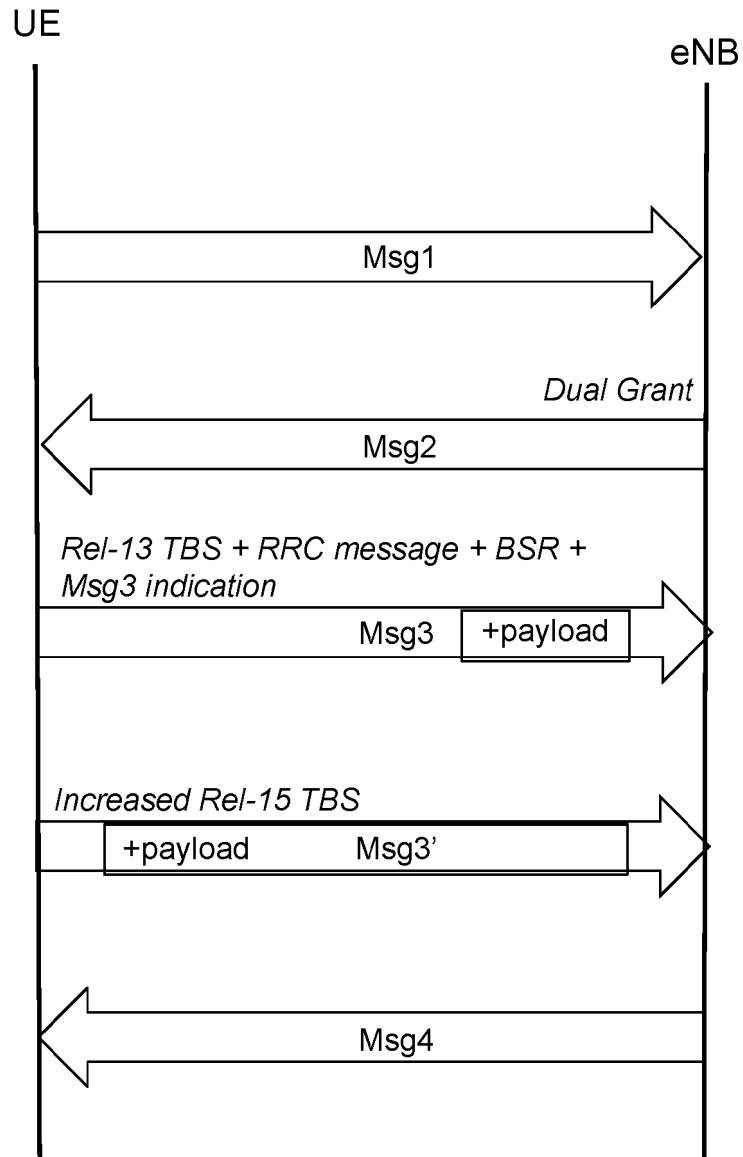 UE
eNB
Msg1
Dual Grant
Msg2
Rel-13 TBS + RRC message + BSR +
Msg3 indication
Msg3 +payload
Increased Rel-15 TBS
+payload Msg3’
Msg4